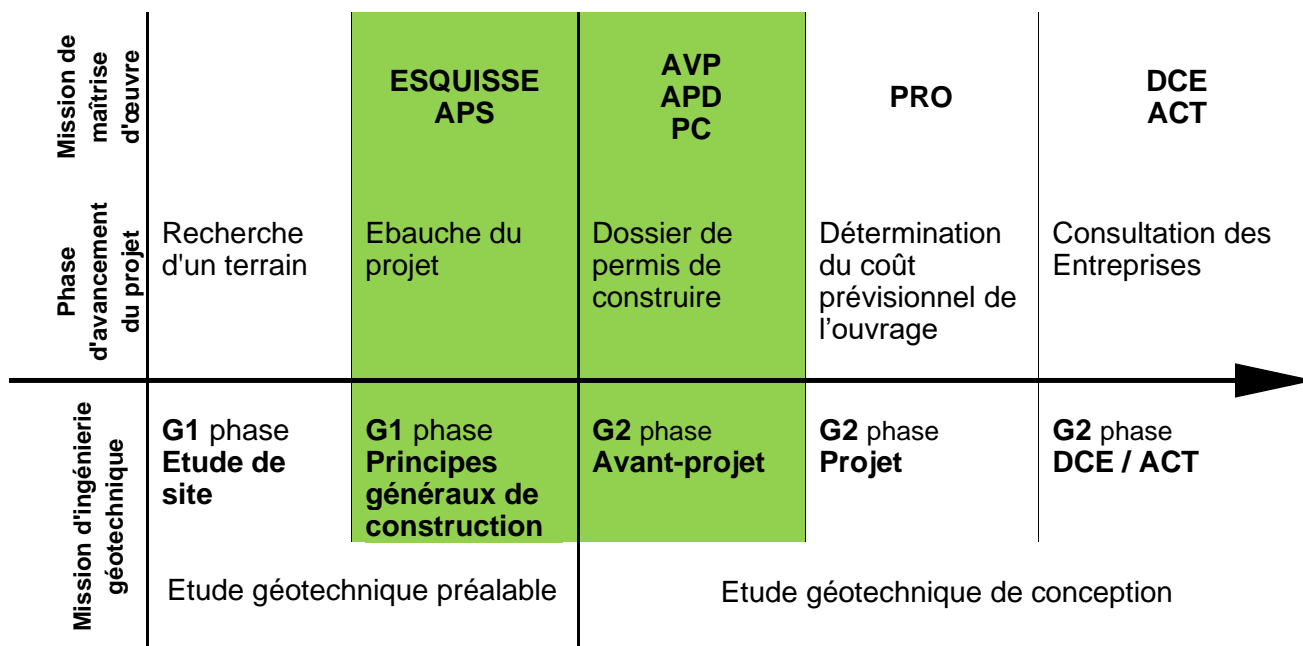 Mission de
maîtrise
d'œuvre
ESQUISSE
APS
AVP
APD
PC
PRO
DCE
ACT
Phase
d'avancement
du projet
Recherche
d'un terrain
Ebauche du
projet
Dossier de
permis de
construire
Détermination
du coût
prévisionnel de
l’ouvrage
Consultation des
Entreprises
Mission d'ingénierie
géotechnique
G1 phase
Etude de
site
G1 phase
Principes
généraux de
construction
G2 phase
Avant-projet
G2 phase
Projet
G2 phase
DCE / ACT
Etude géotechnique préalable
Etude géotechnique de conception